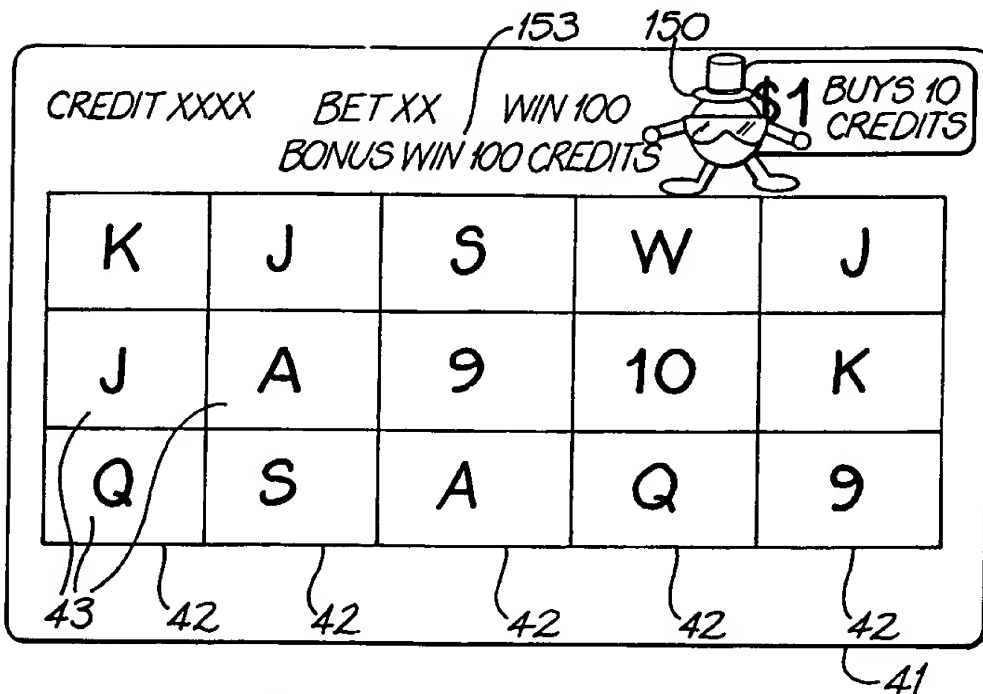 153 150
CREDIT XXXX BET XX WIN 100 $1 BUYS 10
CREDITS
BONUS WIN 100 CREDITS
K J S W J
J A 9 10 K
Q S A Q 9
43 42 42 42 42 42
41